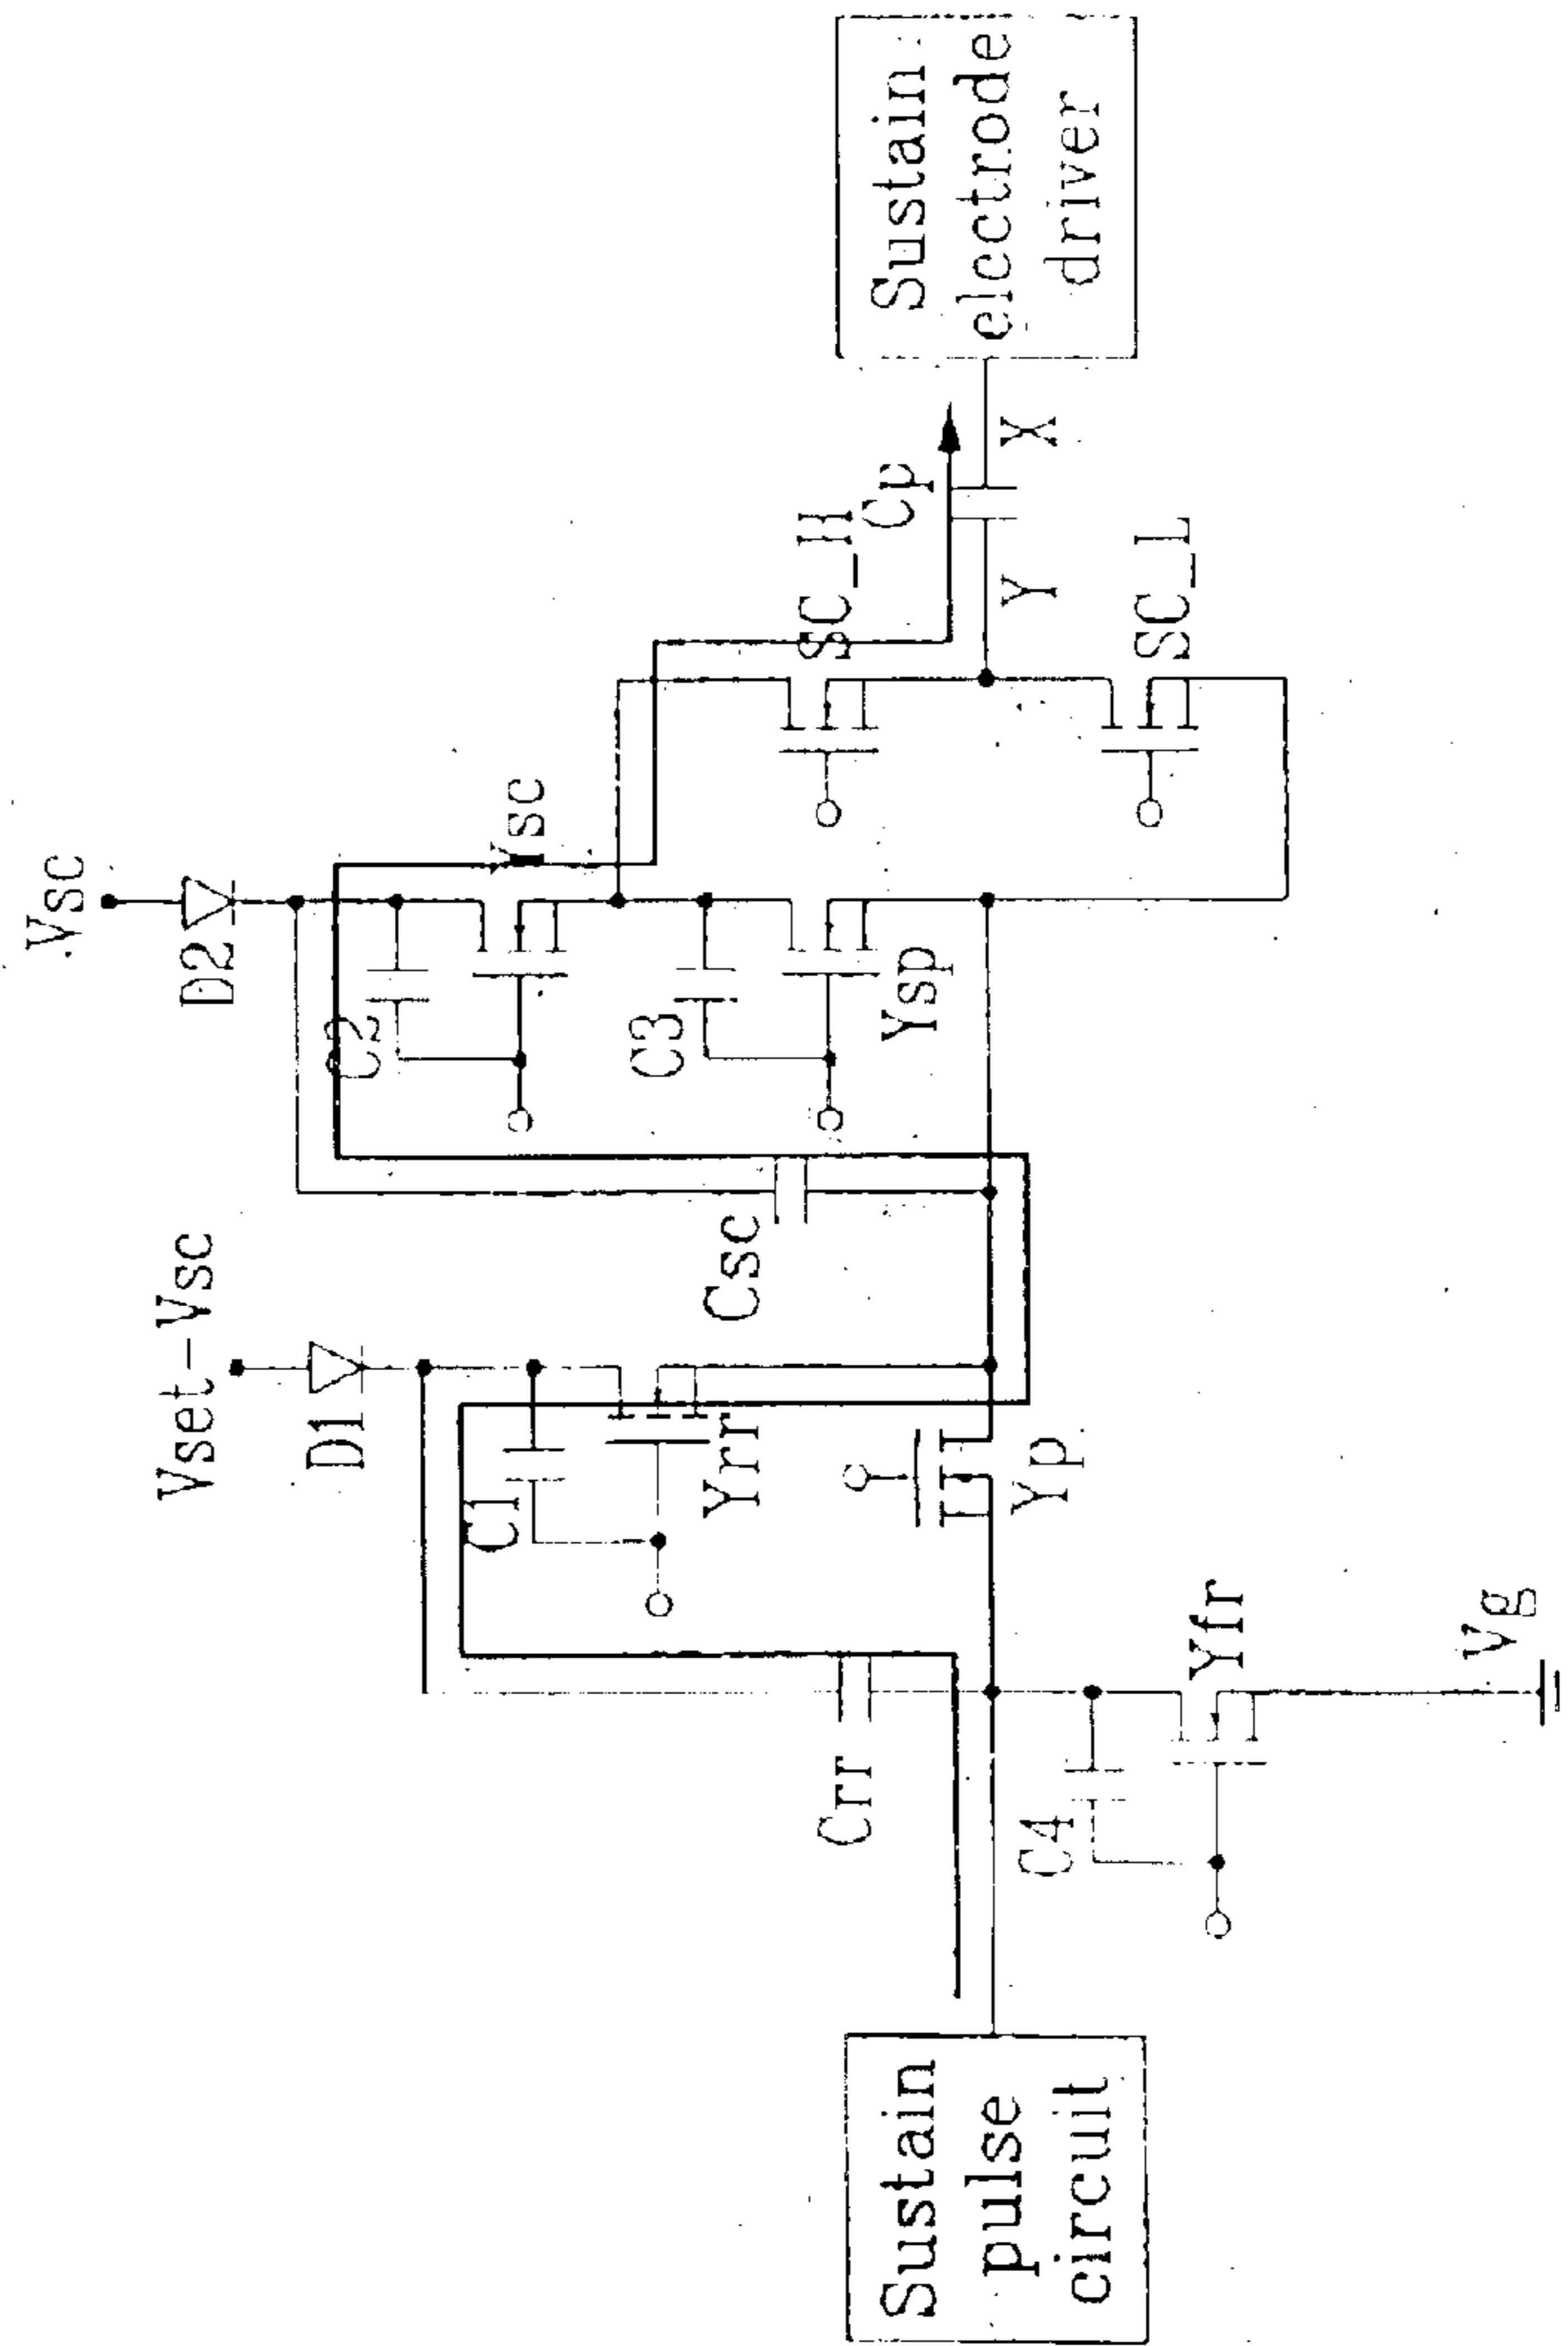 Vsc
D2
Vset-Vsc
D1
C2
Ysc
C1
Yrr
Csc
C3
Ysp
SC_H
Cp
X
Y
SC_L
Sustain
electrode
driver
Crr
Yp
C4
Yfr
Vg
Sustain
pulse
circuit